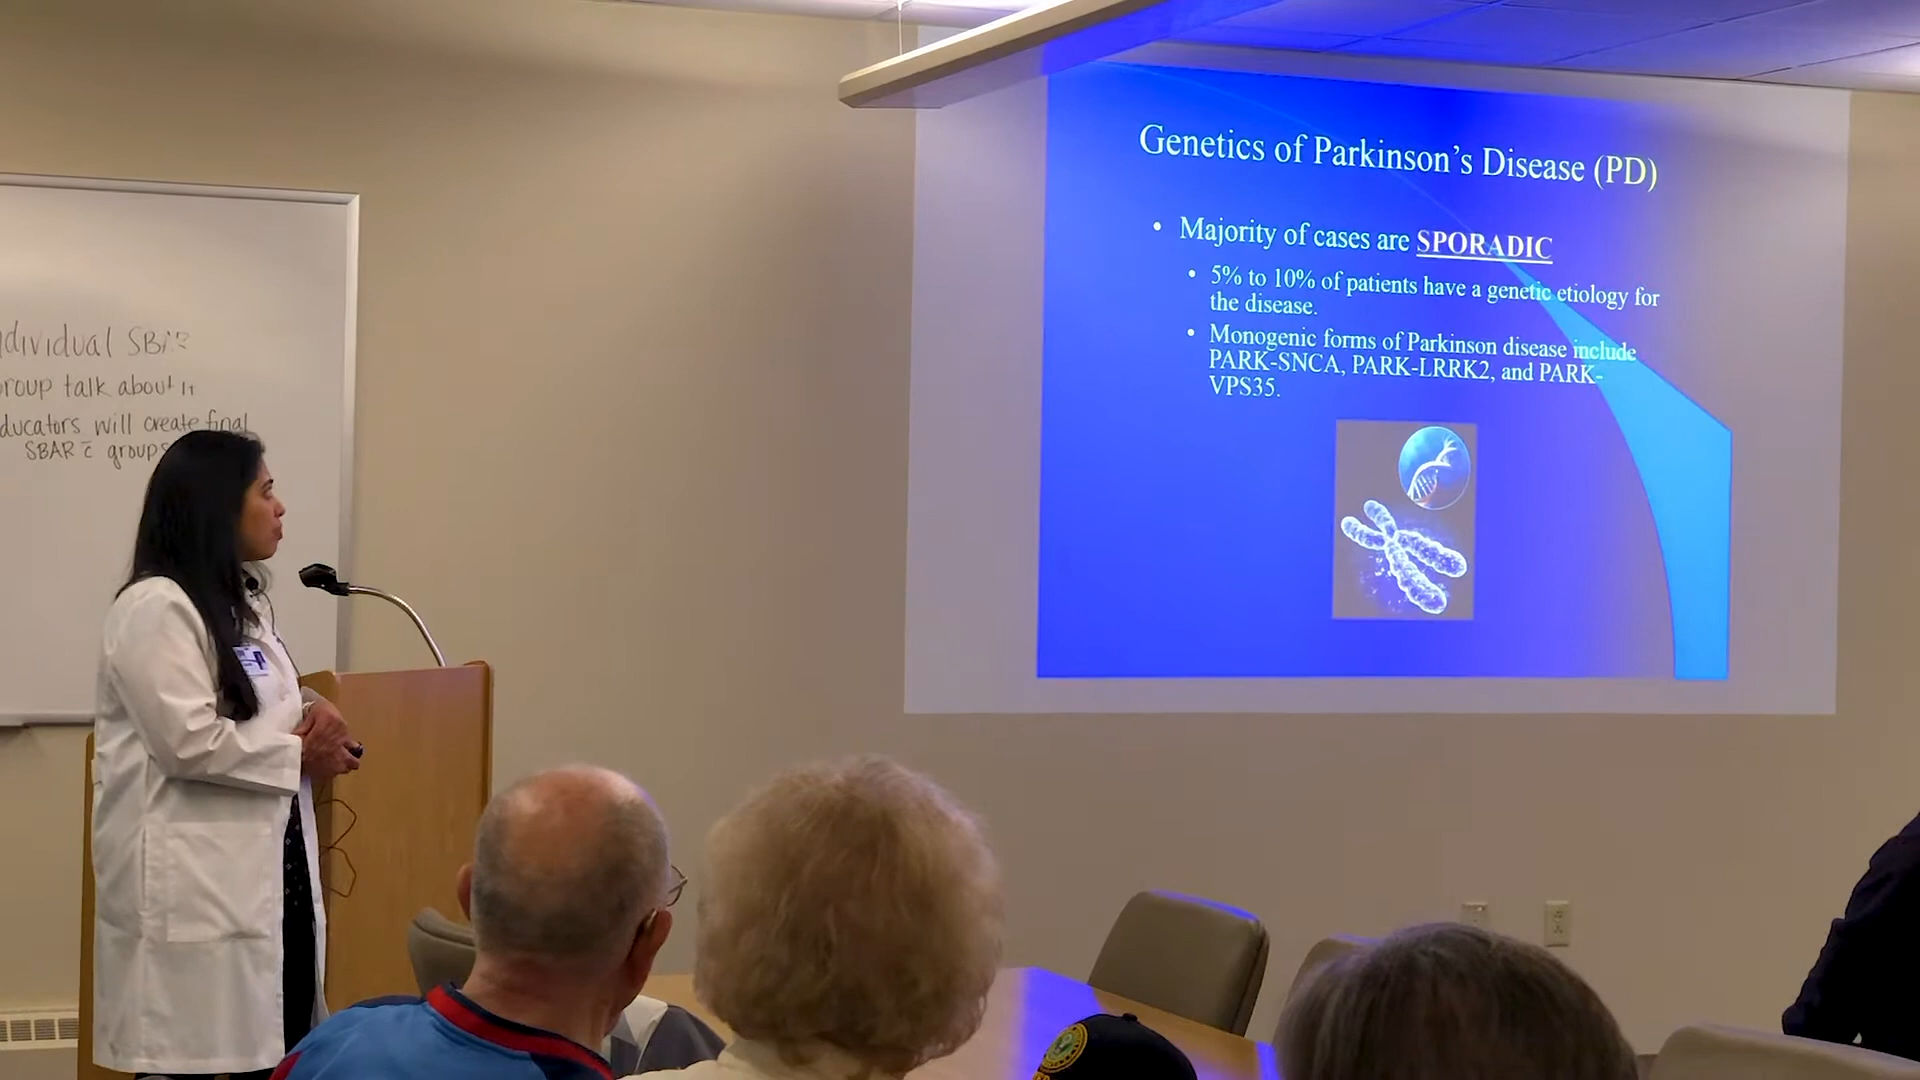 Genetics of Parkinson's Disease (PD)
• Majority of cases are SPORADIC
• 5% to 10% of patients have a genetic etiology for
the disease.
• Monogenic forms of Parkinson disease include
PARK-SNCA, PARK-LRRK2, and PARK-
VPS35.
dividual SBAR
roup talk about it
ducators will create final
SBAR c̄ groups